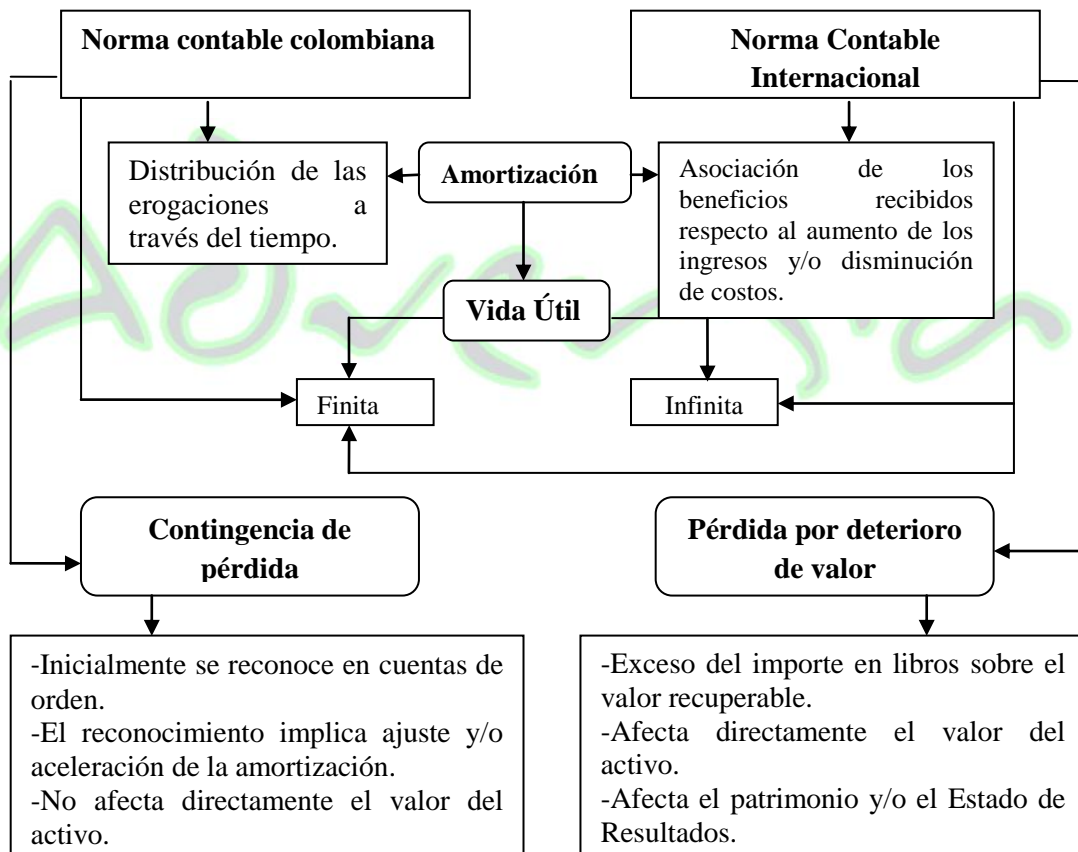 Norma contable colombiana
Norma Contable
Internacional
Distribución de las
erogaciones a
través del tiempo.
Amortización
Asociación de los
beneficios recibidos
respecto al aumento de los
ingresos y/o disminución
de costos.
Vida Útil
Finita
Infinita
Contingencia de
pérdida
Pérdida por deterioro
de valor
-Inicialmente se reconoce en cuentas de
orden.
-El reconocimiento implica ajuste y/o
aceleración de la amortización.
-No afecta directamente el valor del
activo.
-Exceso del importe en libros sobre el
valor recuperable.
-Afecta directamente el valor del
activo.
-Afecta el patrimonio y/o el Estado de
Resultados.